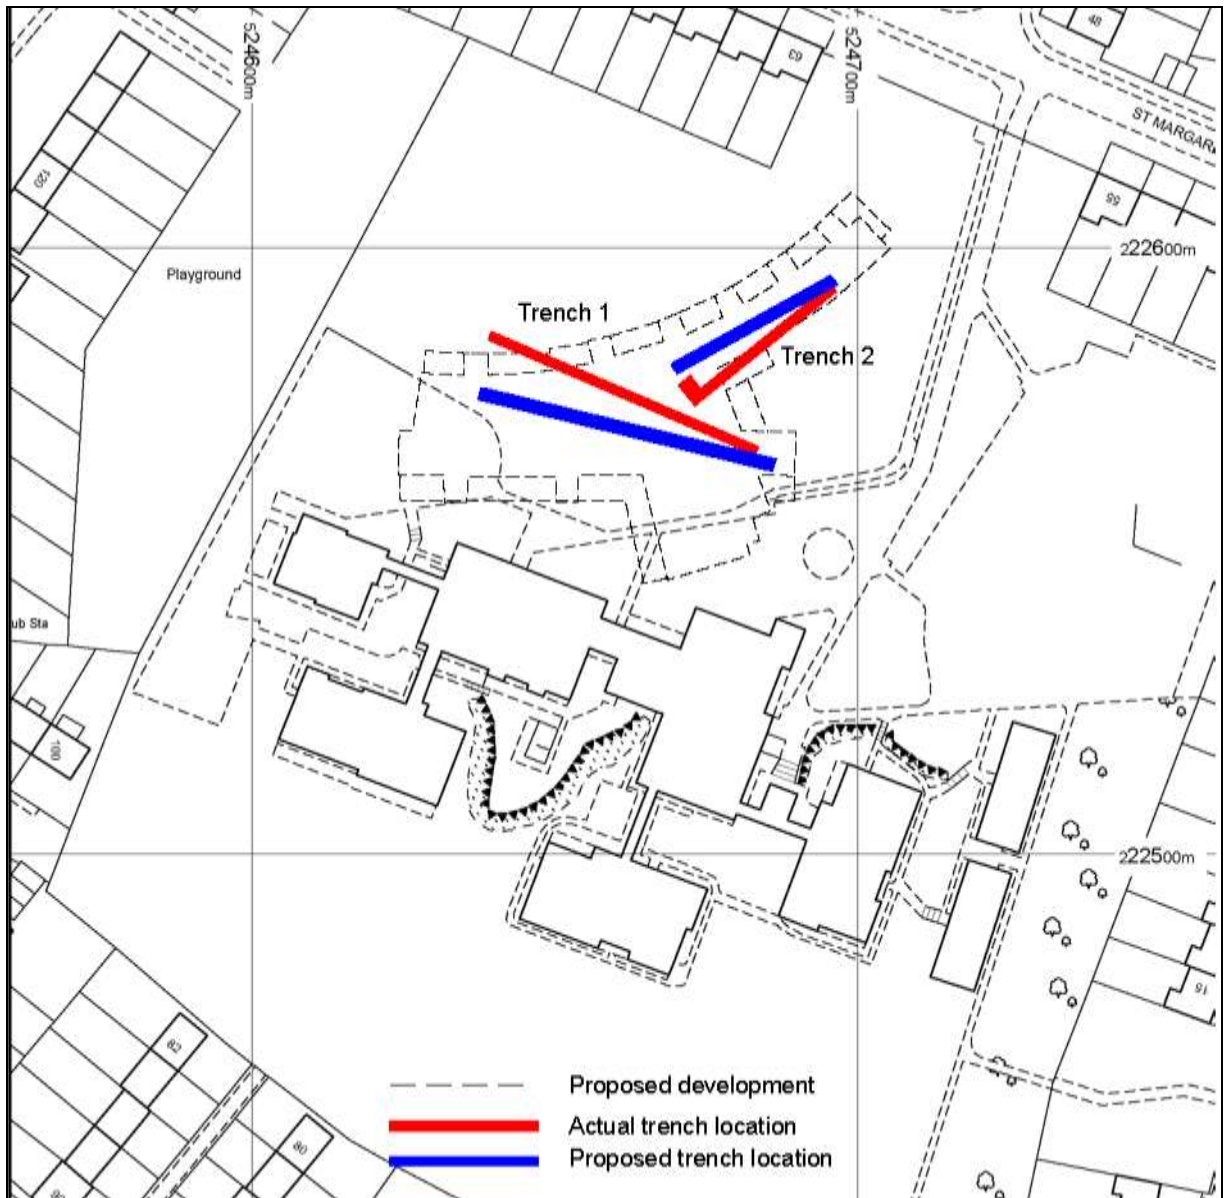 48
63
524600m
524700m
ST MARGAR
120
55
222600m
Playground
Trench 1
Trench 2
ub Sta
100
222500m
15
82
80
Proposed development
Actual trench location
Proposed trench location